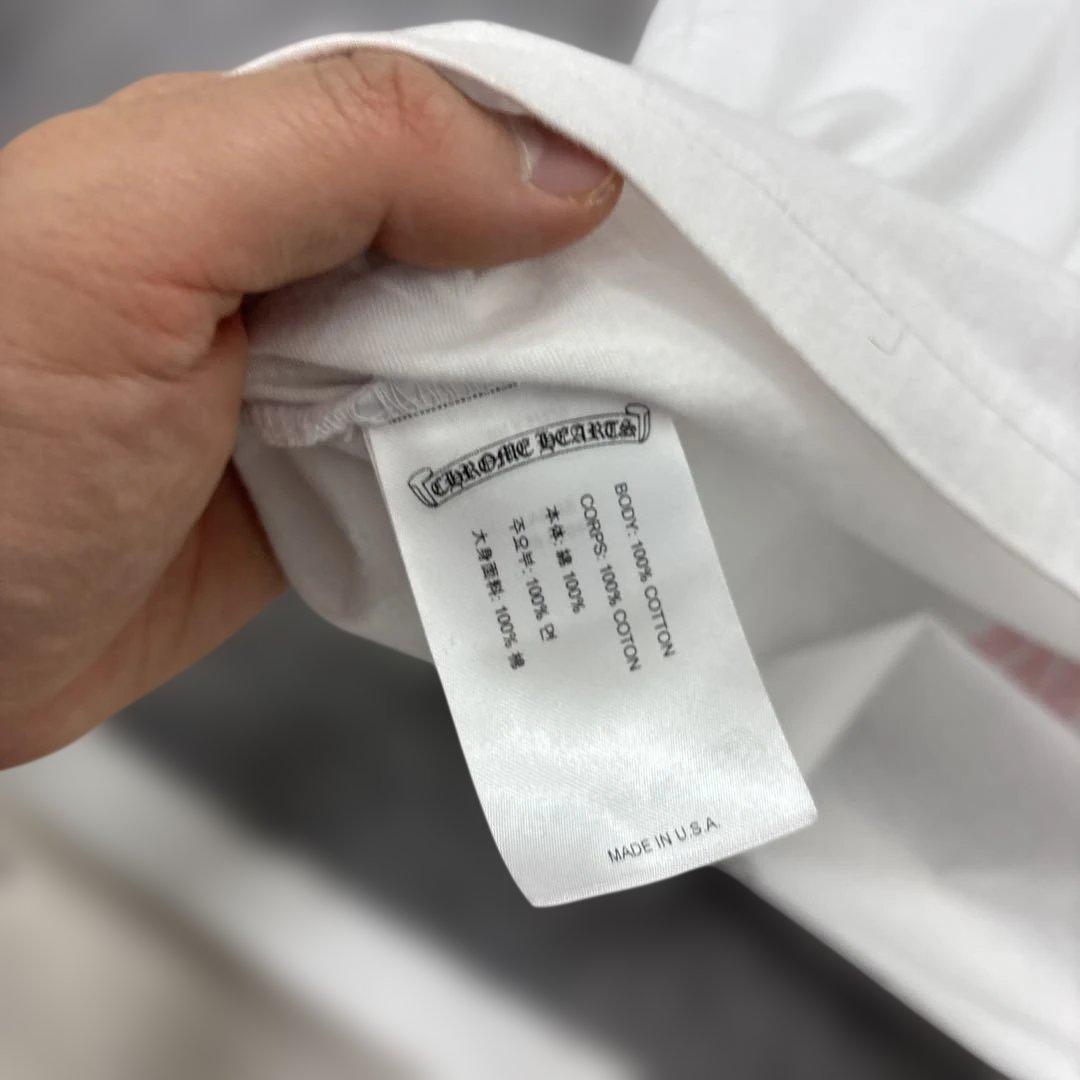 CHROME HEARTS
BODY: 100% COTTON
CORPS: 100% COTON
本体: 綿 100%
주요부: 100% 면
大身面料: 100% 棉
MADE IN U.S.A.